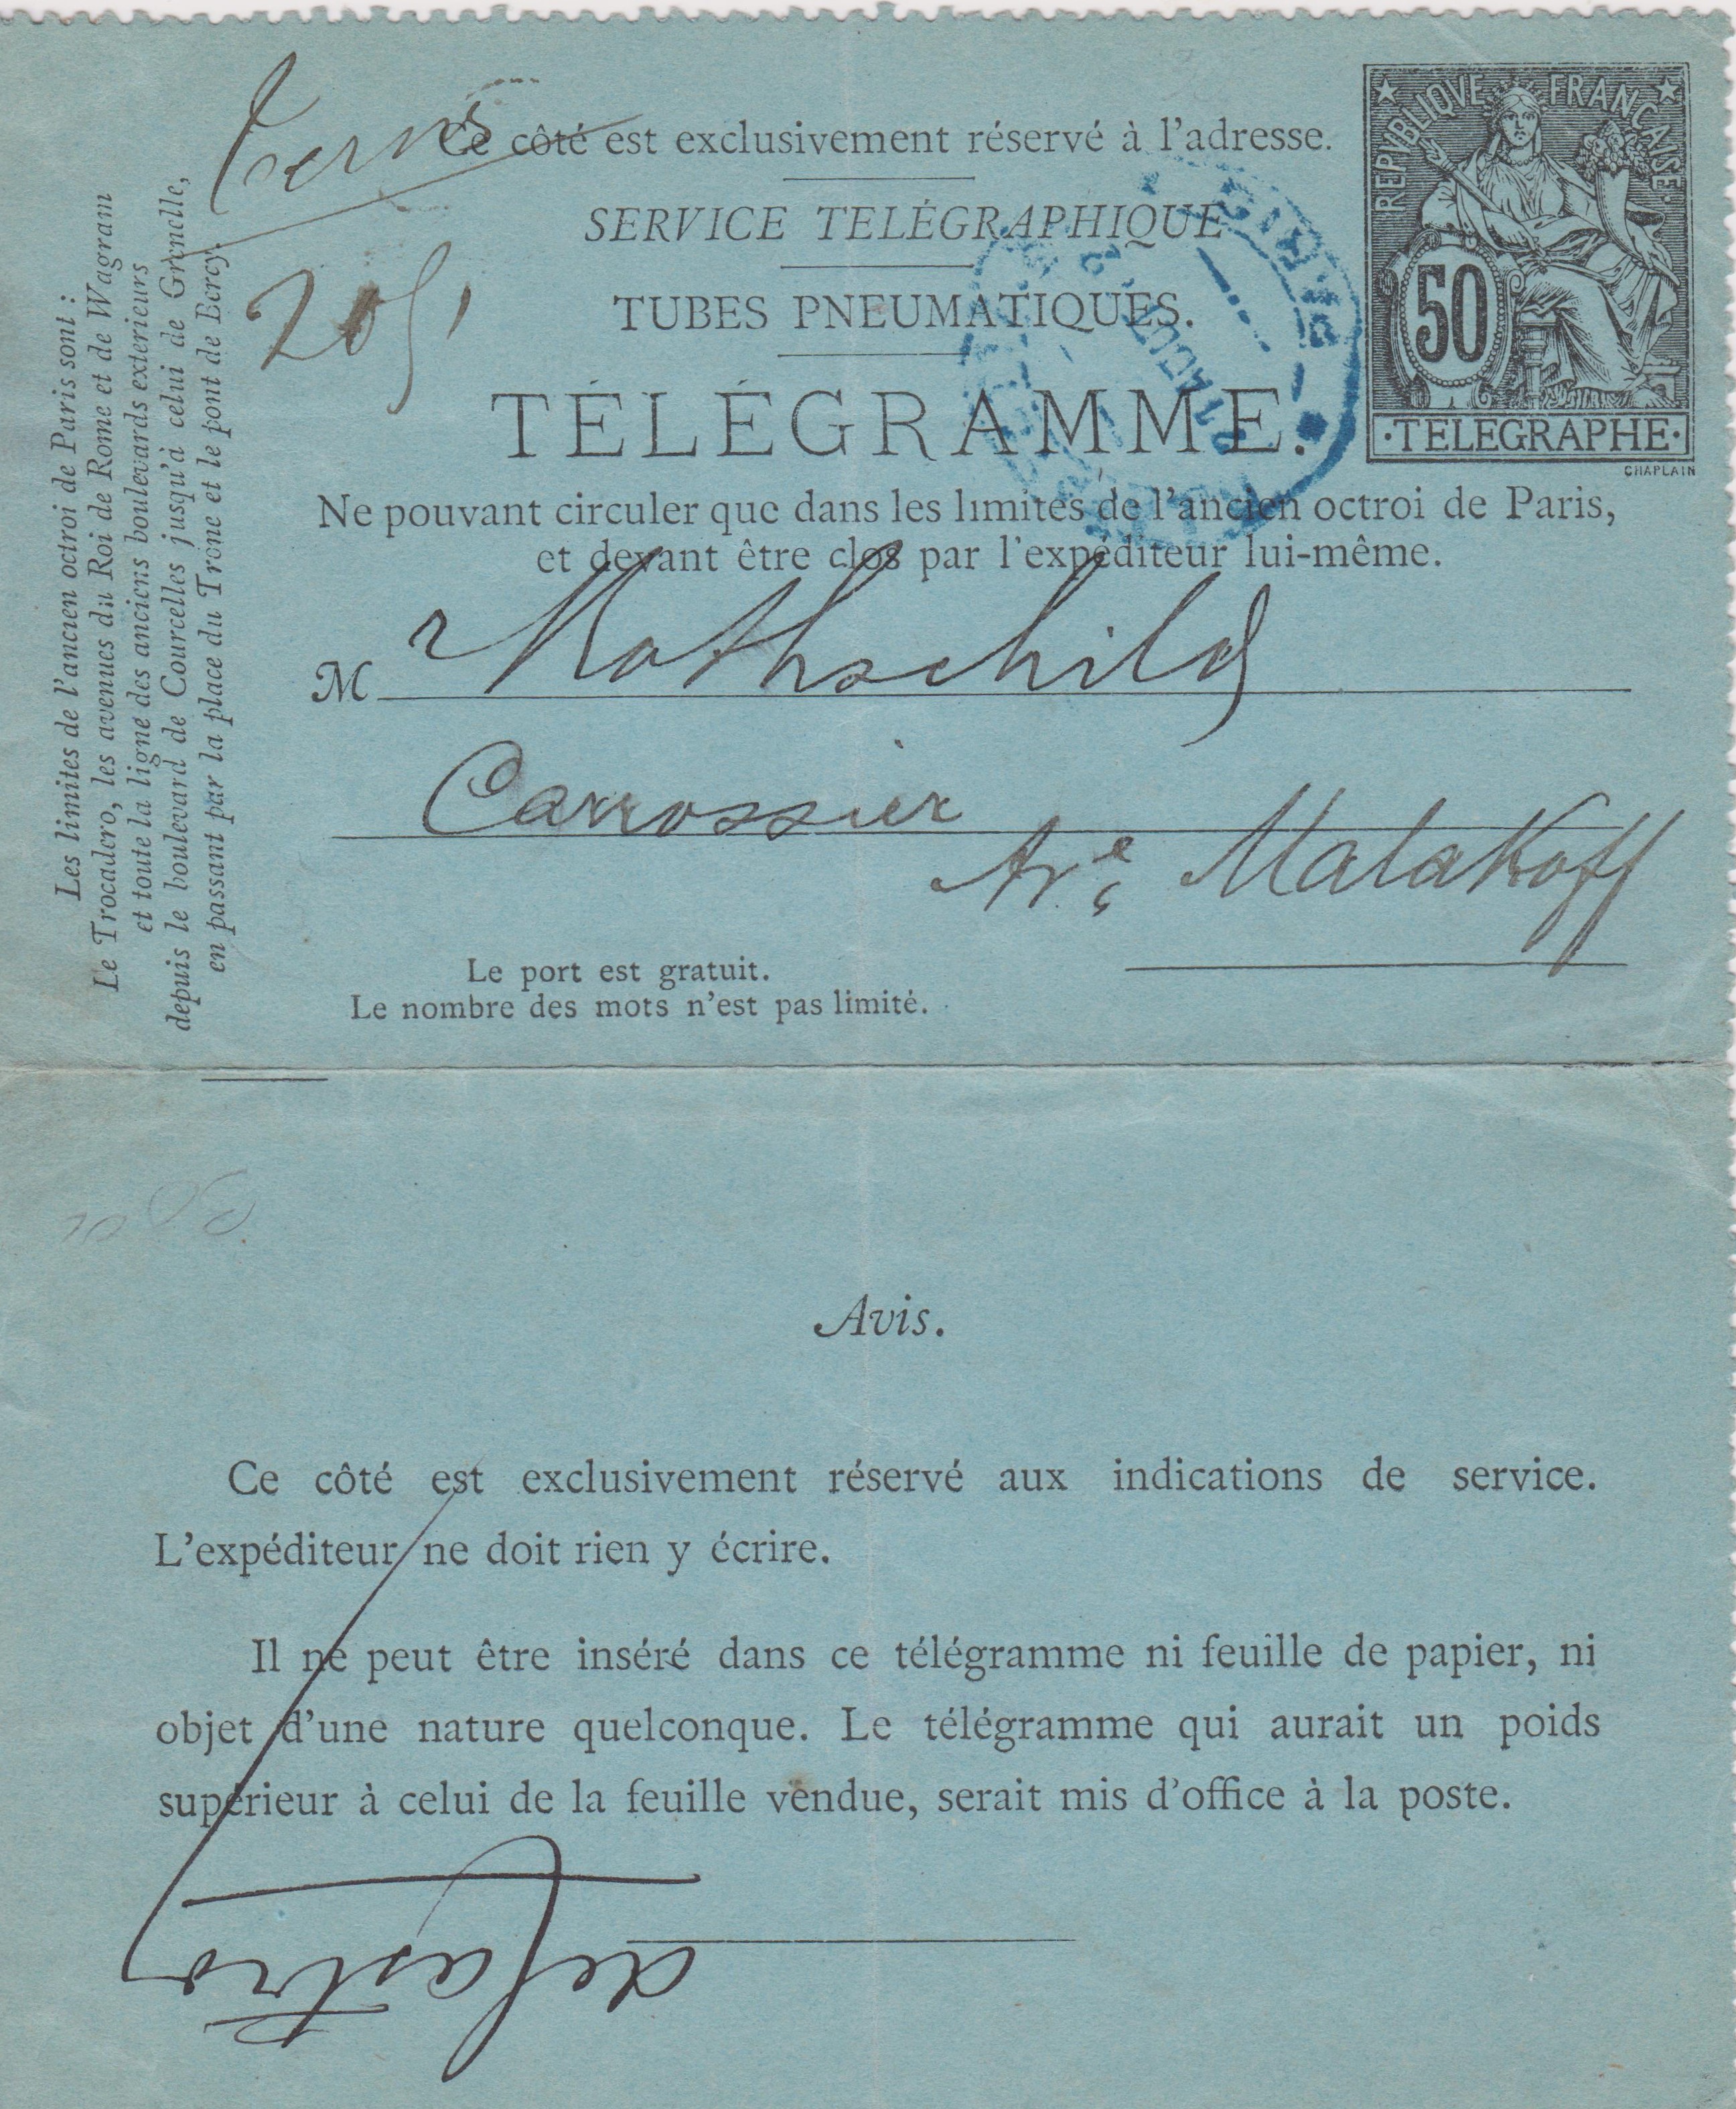 Ternes
Ce côté est exclusivement réservé à l'adresse.
SERVICE TELÉGRAPHIQUE
TUBES PNEUMATIQUES.
TÉLÉGRAMME.
REPVBLIQVE FRANÇAISE
50
·TELEGRAPHE·
CHAPLAIN
Ne pouvant circuler que dans les limites de l'ancien octroi de Paris,
et devant être clos par l'expéditeur lui-même.
Les limites de l'ancien octroi de Paris sont :
Le Trocadero, les avenues du Roi de Rome et de Wagram
et toute la ligne des anciens boulevards exterieurs
depuis le boulevard de Courcelles jusqu'à celui de Grenelle,
en passant par la place du Trone et le pont de Bercy.
M Rothschild
Carrossier
Ave Malakoff
Le port est gratuit.
Le nombre des mots n'est pas limité.
Avis.
Ce côté est exclusivement réservé aux indications de service.
L'expéditeur ne doit rien y écrire.
Il ne peut être inséré dans ce télégramme ni feuille de papier, ni
objet d'une nature quelconque. Le télégramme qui aurait un poids
supérieur à celui de la feuille vendue, serait mis d'office à la poste.
de Castro